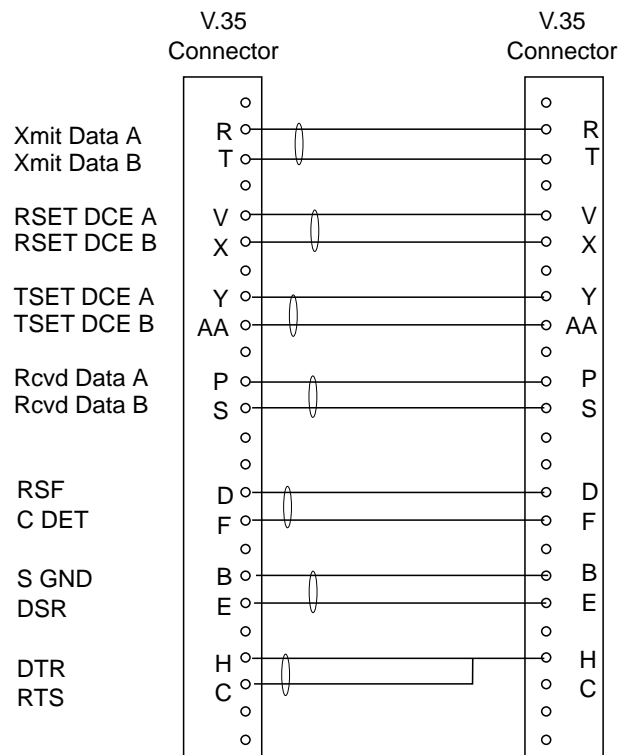 V.35 V.35
Connector Connector
Xmit Data A R R
Xmit Data B T T
RSET DCE A V V
RSET DCE B X X
TSET DCE A Y Y
TSET DCE B AA AA
Rcvd Data A P P
Rcvd Data B S S
RSF D D
C DET F F
S GND B B
DSR E E
DTR H H
RTS C C